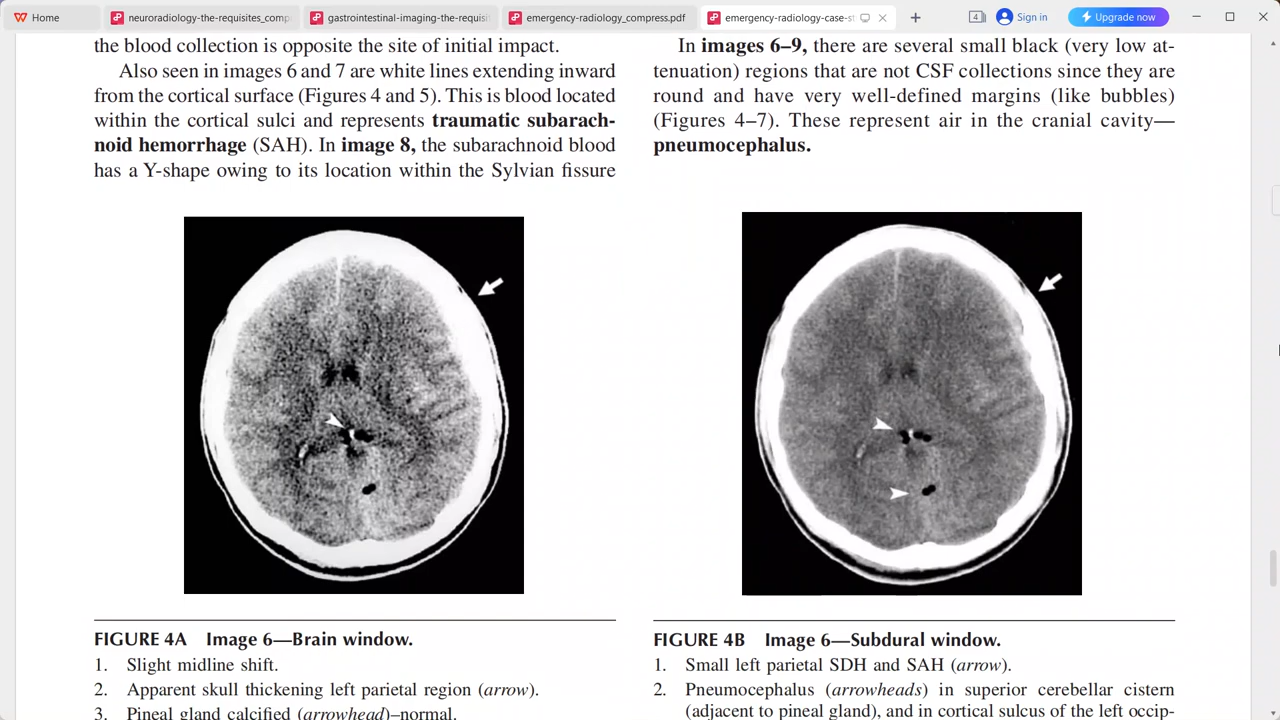 Home
neuroradiology-the-requisites_comp
gastrointestinal-imaging-the-requisit
emergency-radiology_compress.pdf
emergency-radiology-case-st
4
Sign in
Upgrade now
the blood collection is opposite the site of initial impact.
Also seen in images 6 and 7 are white lines extending inward
from the cortical surface (Figures 4 and 5). This is blood located
within the cortical sulci and represents traumatic subarach-
noid hemorrhage (SAH). In image 8, the subarachnoid blood
has a Y-shape owing to its location within the Sylvian fissure
In images 6–9, there are several small black (very low at-
tenuation) regions that are not CSF collections since they are
round and have very well-defined margins (like bubbles)
(Figures 4–7). These represent air in the cranial cavity—
pneumocephalus.
FIGURE 4A Image 6—Brain window.
1. Slight midline shift.
2. Apparent skull thickening left parietal region (arrow).
3. Pineal gland calcified (arrowhead)–normal.
FIGURE 4B Image 6—Subdural window.
1. Small left parietal SDH and SAH (arrow).
2. Pneumocephalus (arrowheads) in superior cerebellar cistern
(adjacent to pineal gland), and in cortical sulcus of the left occip-